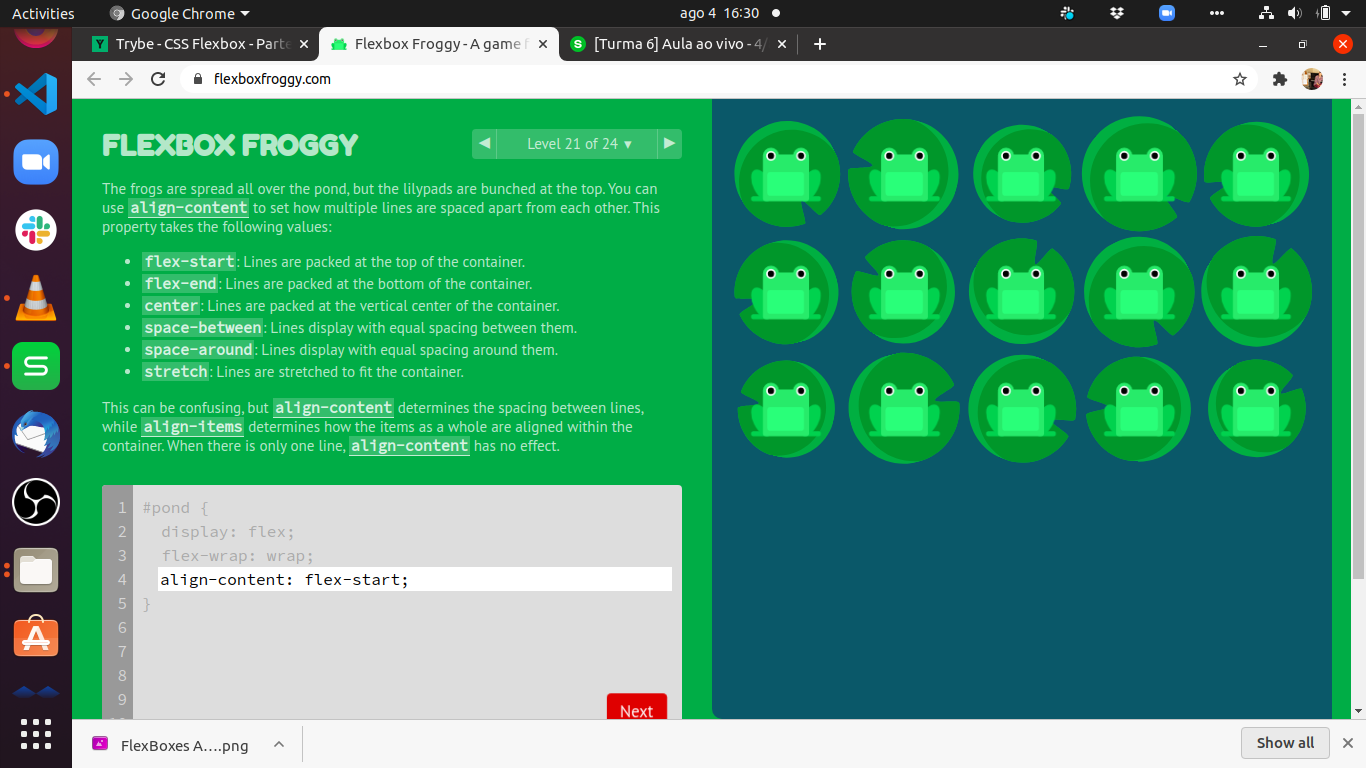 Activities
Google Chrome
ago 4 16:30
Trybe - CSS Flexbox - Parte
Flexbox Froggy - A game f
[Turma 6] Aula ao vivo - 4/
flexboxfroggy.com
FLEXBOX FROGGY
Level 21 of 24
The frogs are spread all over the pond, but the lilypads are bunched at the top. You can
use align-content to set how multiple lines are spaced apart from each other. This
property takes the following values:
• flex-start: Lines are packed at the top of the container.
• flex-end: Lines are packed at the bottom of the container.
• center: Lines are packed at the vertical center of the container.
• space-between: Lines display with equal spacing between them.
• space-around: Lines display with equal spacing around them.
• stretch: Lines are stretched to fit the container.
This can be confusing, but align-content determines the spacing between lines,
while align-items determines how the items as a whole are aligned within the
container. When there is only one line, align-content has no effect.
1 #pond {
2 display: flex;
3 flex-wrap: wrap;
4 align-content: flex-start;
5 }
6
7
8
9
Next
FlexBoxes A....png
Show all